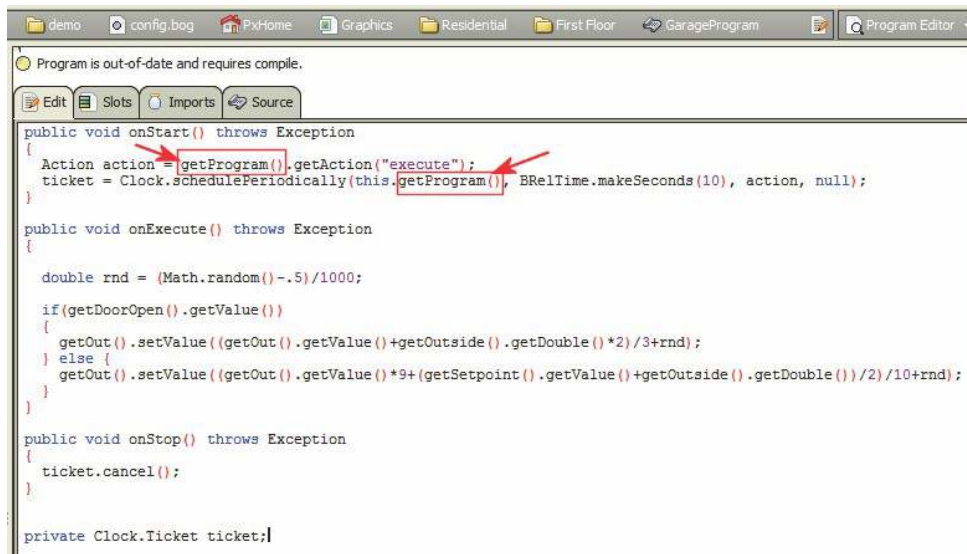 demo config.bog PxHome Graphics Residential First Floor GarageProgram Program Editor
Program is out-of-date and requires compile.
Edit Slots Imports Source
public void onStart() throws Exception
{
Action action = getProgram().getAction("execute");
ticket = Clock.schedulePeriodically(this.getProgram(), BRelTime.makeSeconds(10), action, null);
}
public void onExecute() throws Exception
{
double rnd = (Math.random()-.5)/1000;
if(getDoorOpen().getValue())
{
getOut().setValue((getOut().getValue()+getOutside().getDouble()*2)/3+rnd);
} else {
getOut().setValue((getOut().getValue()*9+(getSetpoint().getValue()+getOutside().getDouble())/2)/10+rnd);
}
}
public void onStop() throws Exception
{
ticket.cancel();
}
private Clock.Ticket ticket;